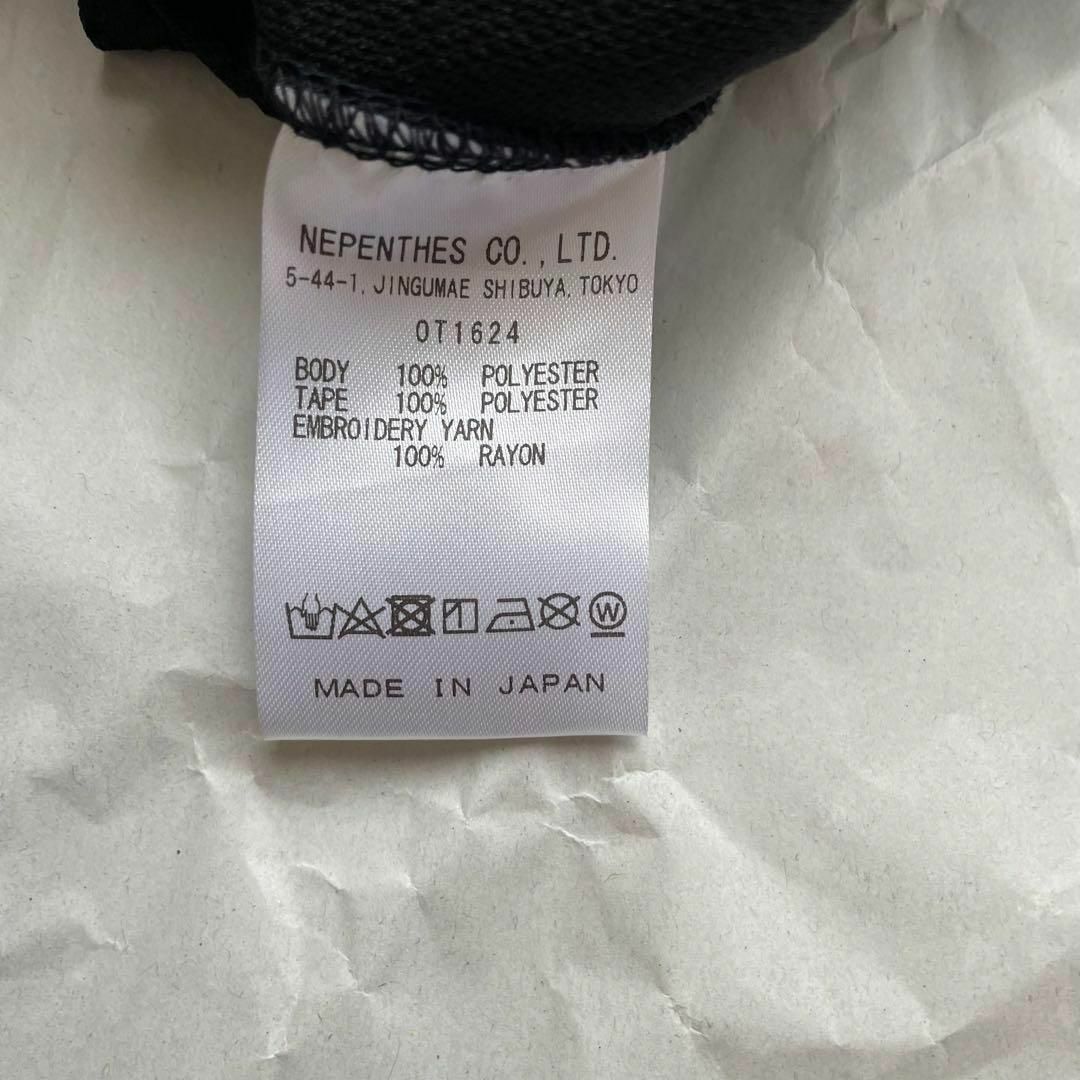 NEPENTHES CO., LTD.
5-44-1, JINGUMAE SHIBUYA, TOKYO
OT1624
BODY 100% POLYESTER
TAPE 100% POLYESTER
EMBROIDERY YARN
100% RAYON
W
MADE IN JAPAN